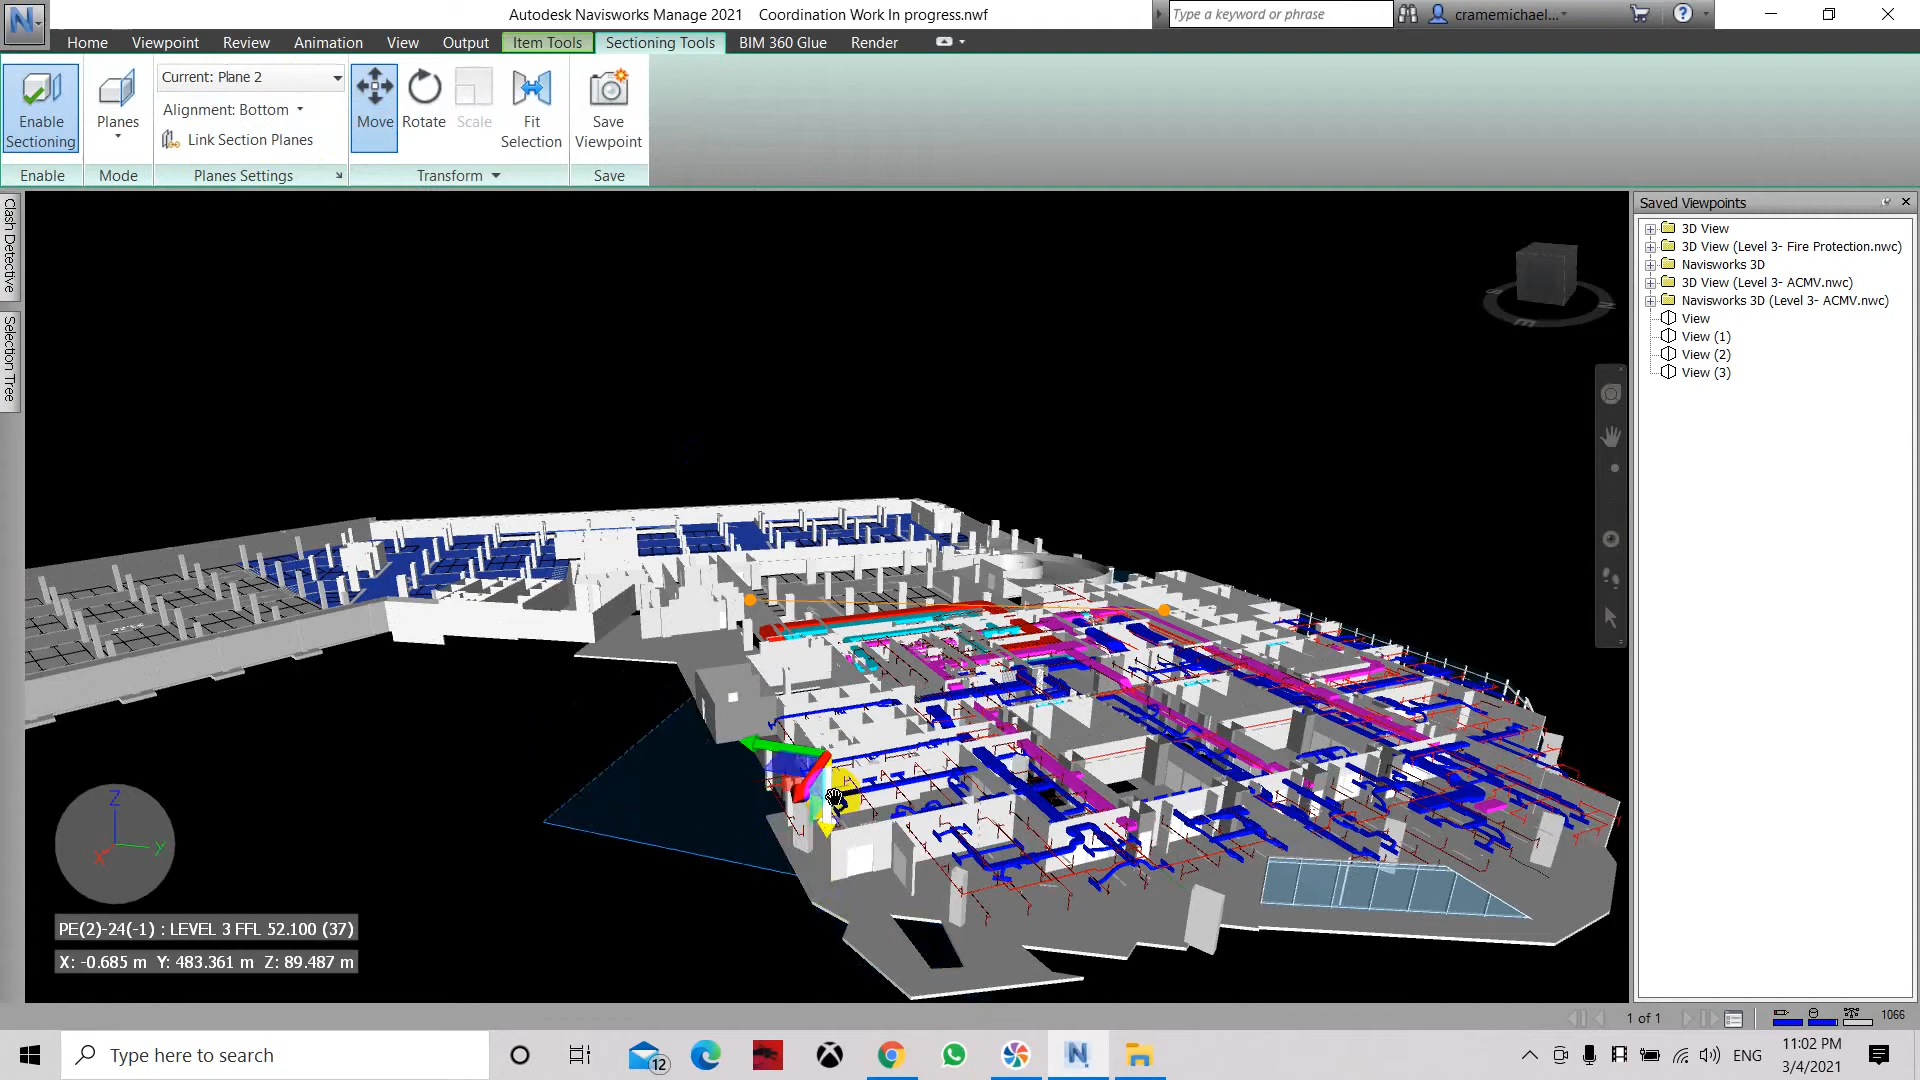 Autodesk Navisworks Manage 2021 Coordination Work In progress.nwf
Type a keyword or phrase
cramemichael...
Home Viewpoint Review Animation View Output Item Tools Sectioning Tools BIM 360 Glue Render
Enable Sectioning
Planes
Current: Plane 2
Alignment: Bottom
Link Section Planes
Move
Rotate
Scale
Fit Selection
Save Viewpoint
Enable Mode Planes Settings Transform Save
Clash Detective
Selection Tree
Saved Viewpoints
3D View
3D View (Level 3- Fire Protection.nwc)
Navisworks 3D
3D View (Level 3- ACMV.nwc)
Navisworks 3D (Level 3- ACMV.nwc)
View
View (1)
View (2)
View (3)
Z
X
Y
PE(2)-24(-1) : LEVEL 3 FFL 52.100 (37)
X: -0.685 m Y: 483.361 m Z: 89.487 m
1 of 1
1066
Type here to search
12
ENG
11:02 PM
3/4/2021